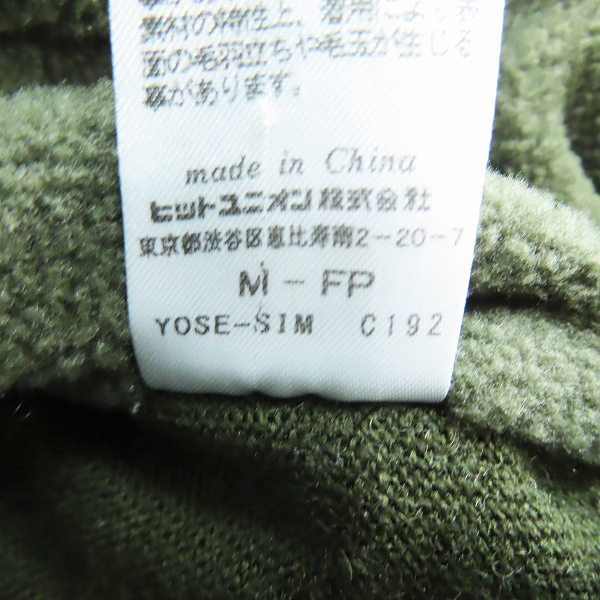 素材の特性上、着用により表
面の毛羽立ちや毛玉が生じる
事があります。
made in China
ヒットユニオン株式会社
東京都渋谷区恵比寿南2-20-7
M - FP
YOSE-SIM C192